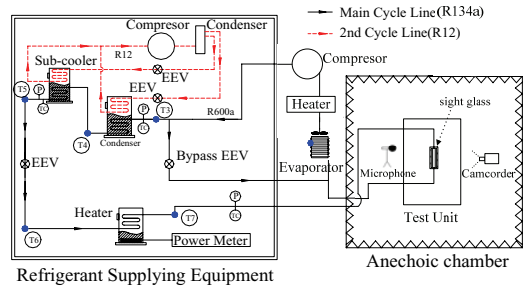 Compresor
Condenser
Main Cycle Line(R134a)
2nd Cycle Line(R12)
R12
Sub-cooler
EEV
Compresor
T5
P
TC
EEV
P
T3
R600a
TC
T4
Condenser
Heater
sight glass
EEV
Bypass EEV
Evaporator
Microphone
Camcorder
P
TC
Heater
T7
Test Unit
T6
Power Meter
Anechoic chamber
Refrigerant Supplying Equipment